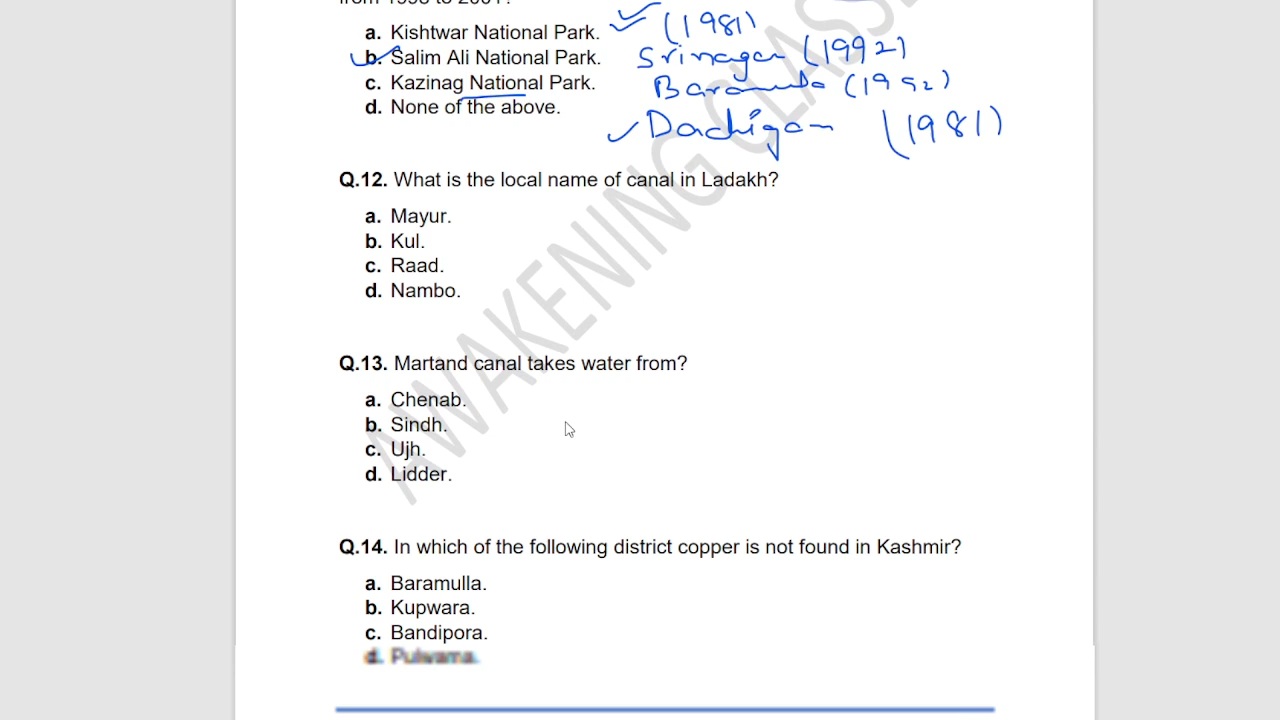 a. Kishtwar National Park. (1981)
b. Salim Ali National Park. Srinagar (1992)
c. Kazinag National Park. Baramulla (1992)
d. None of the above.
Dachigam (1981)
Q.12. What is the local name of canal in Ladakh?
a. Mayur.
b. Kul.
c. Raad.
d. Nambo.
Q.13. Martand canal takes water from?
a. Chenab.
b. Sindh.
c. Ujh.
d. Lidder.
Q.14. In which of the following district copper is not found in Kashmir?
a. Baramulla.
b. Kupwara.
c. Bandipora.
d. Pulwama.
AWAKENING CLASSE